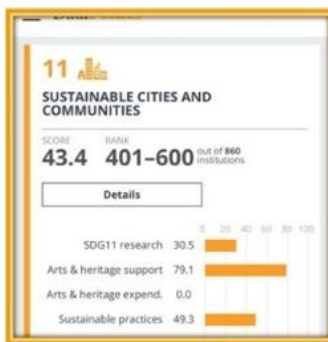 11
SUSTAINABLE CITIES AND
COMMUNITIES
SCORE RANK
43.4 401–600 out of 860
institutions
Details
0 20 40 60 80 100
SDG11 research 30.5
Arts & heritage support 79.1
Arts & heritage expend. 0.0
Sustainable practices 49.3